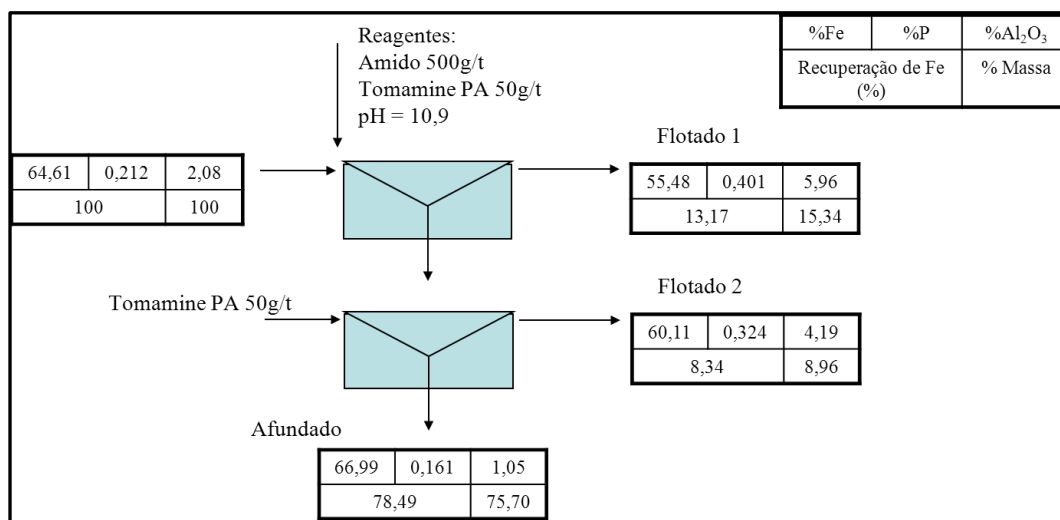 Reagentes:
Amido 500g/t
Tomamine PA 50g/t
pH = 10,9
%Fe %P %Al₂O₃
Recuperação de Fe (%) % Massa
Flotado 1
64,61 0,212 2,08
100 100
55,48 0,401 5,96
13,17 15,34
Tomamine PA 50g/t
Flotado 2
60,11 0,324 4,19
8,34 8,96
Afundado
66,99 0,161 1,05
78,49 75,70